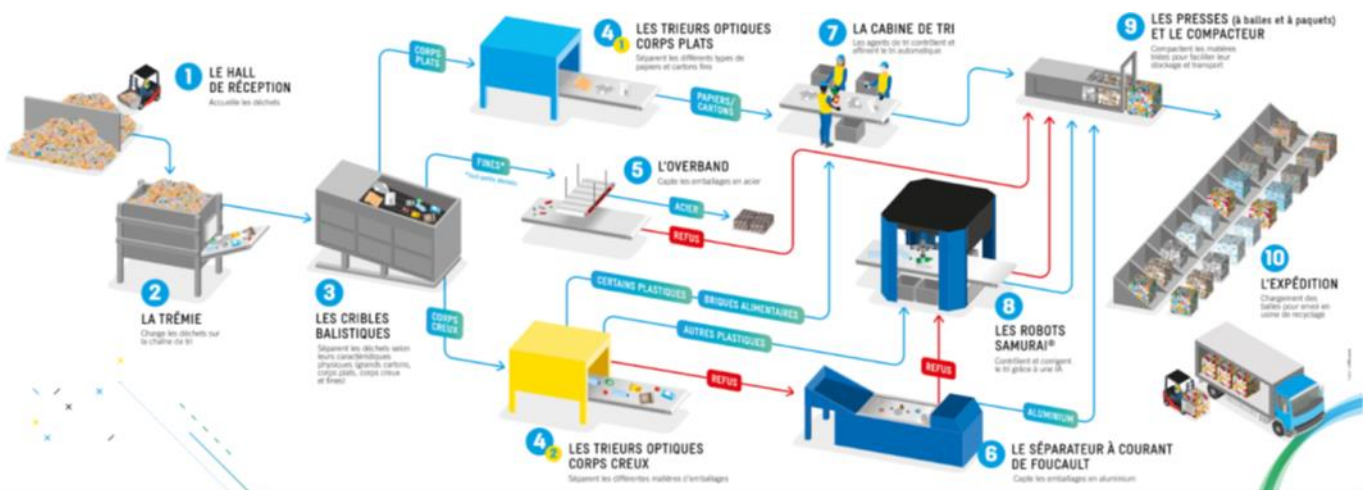 1
LE HALL
DE RÉCEPTION
Accueille les déchets
2
LA TRÉMIE
Charge les déchets sur
la chaîne de tri
3
LES CRIBLES
BALISTIQUES
Séparent les déchets selon
leurs caractéristiques
physiques (grands cartons,
corps plats, corps creux
et fines)
CORPS
PLATS
FINES*
*tout petits déchets
CORPS
CREUX
4
1
LES TRIEURS OPTIQUES
CORPS PLATS
Séparent les différents types de
papiers et cartons fins
PAPIERS/
CARTONS
4
2
LES TRIEURS OPTIQUES
CORPS CREUX
Séparent les différentes matières d'emballages
CERTAINS PLASTIQUES
BRIQUES ALIMENTAIRES
AUTRES PLASTIQUES
REFUS
5
L'OVERBAND
Capte les emballages en acier
ACIER
REFUS
6
LE SÉPARATEUR À COURANT
DE FOUCAULT
Capte les emballages en aluminium
REFUS
ALUMINIUM
7
LA CABINE DE TRI
Les agents de tri contrôlent et
affinent le tri automatique
8
LES ROBOTS
SAMURAI®
Contrôlent et corrigent
le tri grâce à une IA
9
LES PRESSES (à balles et à paquets)
ET LE COMPACTEUR
Compactent les matières
triées pour faciliter leur
stockage et transport
10
L'EXPÉDITION
Chargement des
balles pour envoi en
usine de recyclage